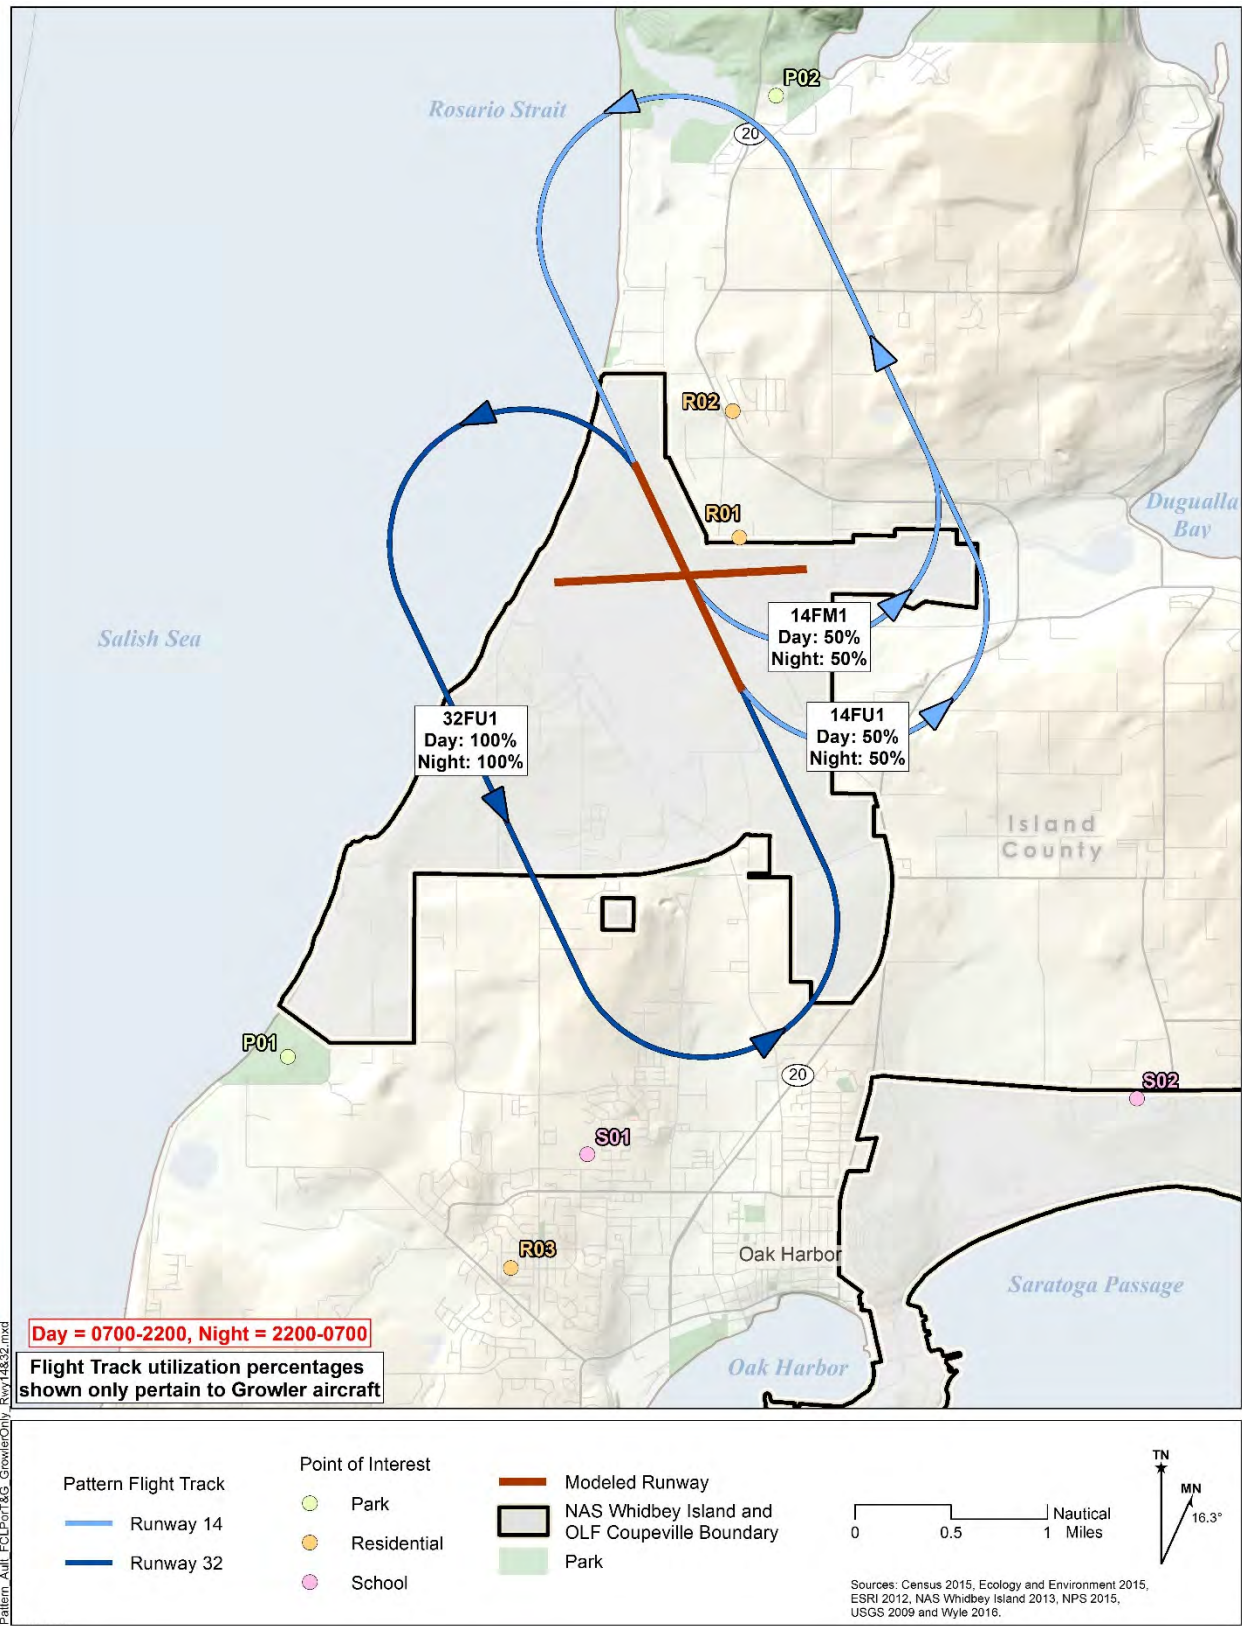 P02
Rosario Strait
20
R02
R01
Dugualla
Bay
14FM1
Day: 50%
Night: 50%
Salish Sea
32FU1
Day: 100%
Night: 100%
14FU1
Day: 50%
Night: 50%
Island
County
P01
20
S02
S01
R03
Oak Harbor
Saratoga Passage
Oak Harbor
Day = 0700-2200, Night = 2200-0700
Flight Track utilization percentages
shown only pertain to Growler aircraft
Pattern_Ault_FCLPorT&G_GrowlerOnly_Rwy14&32.mxd
Pattern Flight Track
Runway 14
Runway 32
Point of Interest
Park
Residential
School
Modeled Runway
NAS Whidbey Island and
OLF Coupeville Boundary
Park
0 0.5 1 Nautical
Miles
TN
MN
16.3°
Sources: Census 2015, Ecology and Environment 2015,
ESRI 2012, NAS Whidbey Island 2013, NPS 2015,
USGS 2009 and Wyle 2016.